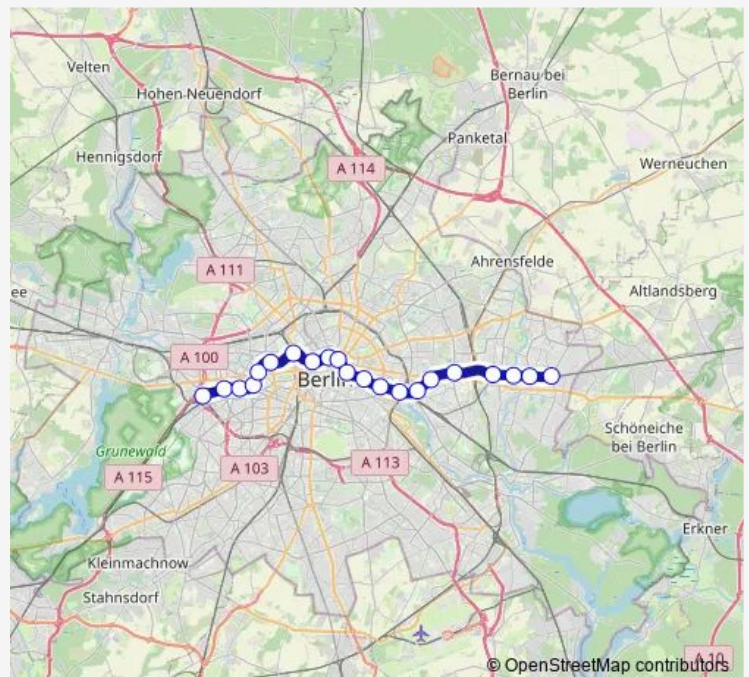 Velten
Bernau bei
Berlin
Hohen Neuendorf
Panketal
Hennigsdorf
A 114
Werneuchen
A 111
Ahrensfelde
ee
Altlandsberg
A 100
Berlin
Schöneiche
bei Berlin
Grunewald
A 115
A 103
A 113
Erkner
Kleinmachnow
Stahnsdorf
A 10
© OpenStreetMap contributors